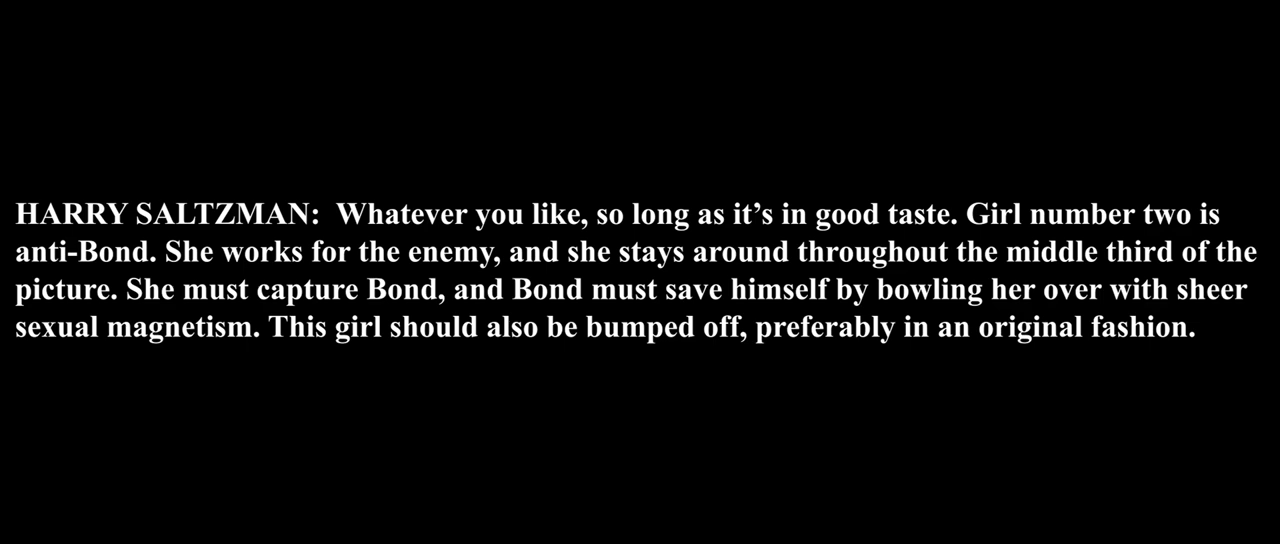 HARRY SALTZMAN:  Whatever you like, so long as it’s in good taste. Girl number two is
anti-Bond. She works for the enemy, and she stays around throughout the middle third of the
picture. She must capture Bond, and Bond must save himself by bowling her over with sheer
sexual magnetism. This girl should also be bumped off, preferably in an original fashion.